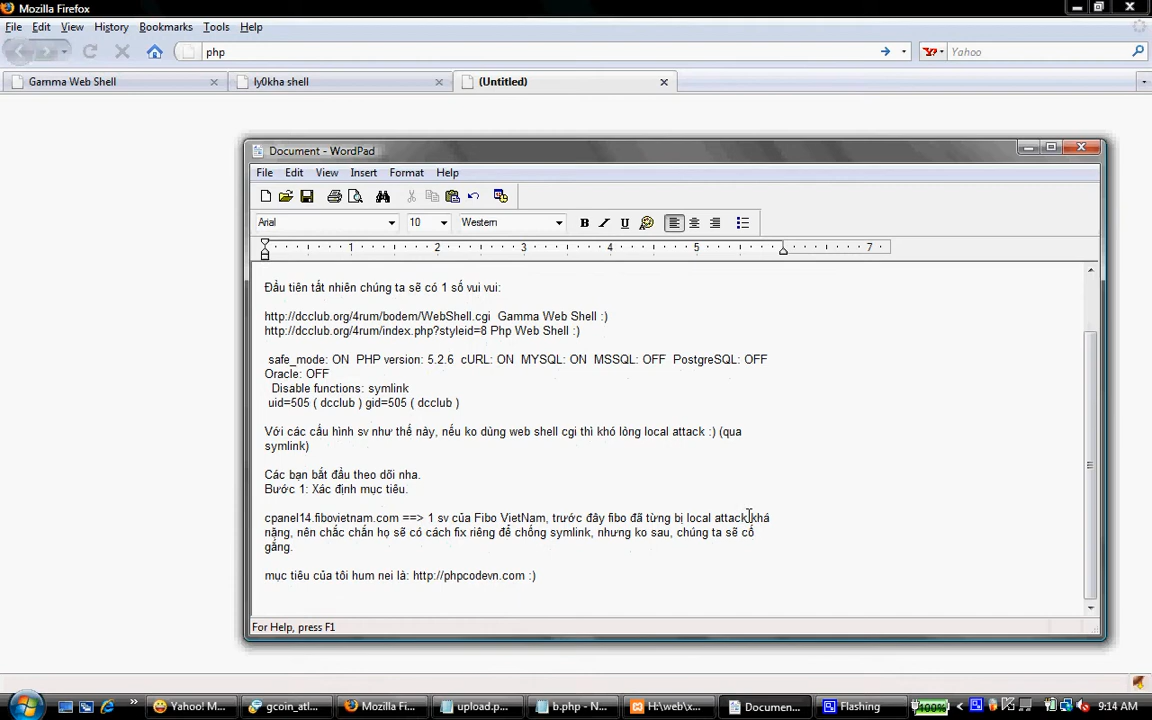 Mozilla Firefox
File Edit View History Bookmarks Tools Help
php
Yahoo
Gamma Web Shell
ly0kha shell
(Untitled)
Document - WordPad
File Edit View Insert Format Help
Arial 10 Western
1 2 3 4 5 7
Đầu tiên tất nhiên chúng ta sẽ có 1 số vui vui:
http://dcclub.org/4rum/bodem/WebShell.cgi Gamma Web Shell :)
http://dcclub.org/4rum/index.php?styleid=8 Php Web Shell :)
safe_mode: ON PHP version: 5.2.6 cURL: ON MYSQL: ON MSSQL: OFF PostgreSQL: OFF
Oracle: OFF
Disable functions: symlink
uid=505 ( dcclub ) gid=505 ( dcclub )
Với các cấu hình sv như thế này, nếu ko dùng web shell cgi thì khó lòng local attack :) (qua
symlink)
Các bạn bắt đầu theo dõi nha.
Bước 1: Xác định mục tiêu.
cpanel14.fibovietnam.com ==> 1 sv của Fibo VietNam, trước đây fibo đã từng bị local attack khá
nặng, nên chắc chắn họ sẽ có cách fix riêng để chống symlink, nhưng ko sau, chúng ta sẽ cố
gắng.
mục tiêu của tôi hum nei là: http://phpcodevn.com :)
For Help, press F1
Yahoo! M...
gcoin_atl...
Mozilla Fi...
upload.p...
b.php - N...
H:\web\x...
Documen...
Flashing
100%
9:14 AM